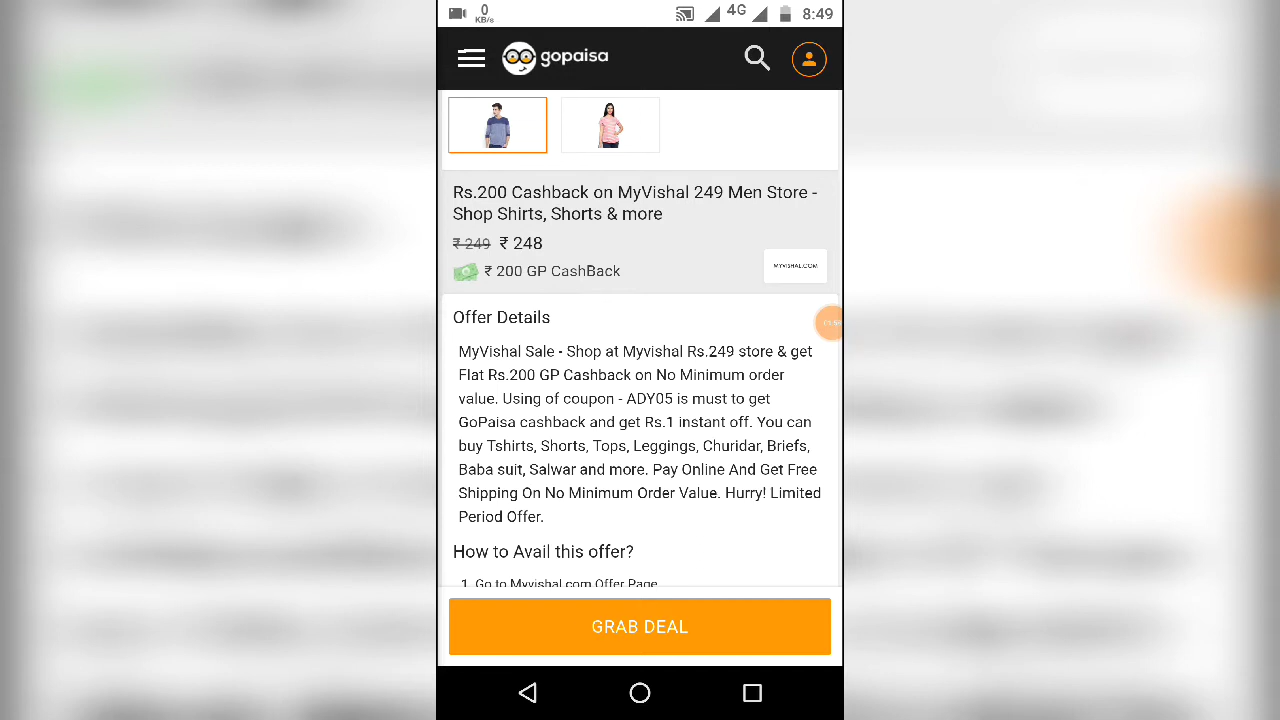 0
KB/s
4G
8:49
gopaisa
Rs.200 Cashback on MyVishal 249 Men Store -
Shop Shirts, Shorts & more
₹ 249 ₹ 248
₹ 200 GP CashBack
MYVISHAL.COM
Offer Details
MyVishal Sale - Shop at Myvishal Rs.249 store & get
Flat Rs.200 GP Cashback on No Minimum order
value. Using of coupon - ADY05 is must to get
GoPaisa cashback and get Rs.1 instant off. You can
buy Tshirts, Shorts, Tops, Leggings, Churidar, Briefs,
Baba suit, Salwar and more. Pay Online And Get Free
Shipping On No Minimum Order Value. Hurry! Limited
Period Offer.
How to Avail this offer?
1. Go to Myvishal.com Offer Page
GRAB DEAL